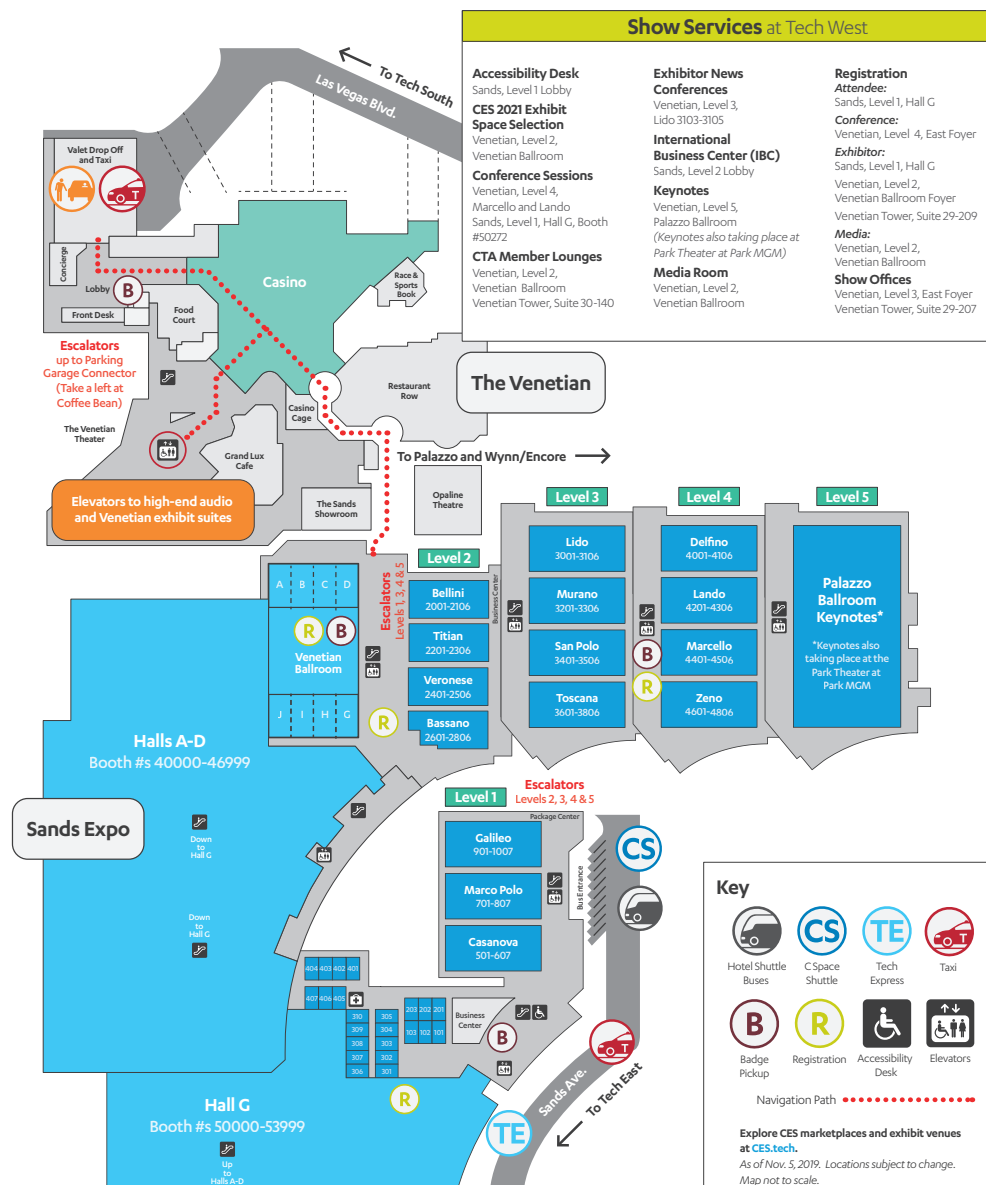 Show Services at Tech West
Accessibility Desk
Sands, Level 1 Lobby
CES 2021 Exhibit
Space Selection
Venetian, Level 2,
Venetian Ballroom
Conference Sessions
Venetian, Level 4,
Marcello and Lando
Sands, Level 1, Hall G, Booth
#50272
CTA Member Lounges
Venetian, Level 2,
Venetian Ballroom
Venetian Tower, Suite 30-140
Exhibitor News
Conferences
Venetian, Level 3,
Lido 3103-3105
International
Business Center (IBC)
Sands, Level 2 Lobby
Keynotes
Venetian, Level 5,
Palazzo Ballroom
(Keynotes also taking place at
Park Theater at Park MGM)
Media Room
Venetian, Level 2,
Venetian Ballroom
Registration
Attendee:
Sands, Level 1, Hall G
Conference:
Venetian, Level 4, East Foyer
Exhibitor:
Sands, Level 1, Hall G
Venetian, Level 2,
Venetian Ballroom Foyer
Venetian Tower, Suite 29-209
Media:
Venetian, Level 2,
Venetian Ballroom
Show Offices
Venetian, Level 3, East Foyer
Venetian Tower, Suite 29-207
To Tech South
Las Vegas Blvd.
Valet Drop Off
and Taxi
T
Concierge
Lobby
B
Front Desk
Food
Court
Casino
Race &
Sports
Book
Escalators
up to Parking
Garage Connector
(Take a left at
Coffee Bean)
The Venetian
Theater
Casino
Cage
Restaurant
Row
The Venetian
Grand Lux
Cafe
To Palazzo and Wynn/Encore
Elevators to high-end audio
and Venetian exhibit suites
The Sands
Showroom
Opaline
Theatre
Level 2
Level 3
Level 4
Level 5
A
B
C
D
R
B
Venetian
Ballroom
J
I
H
G
Escalators
Levels 1, 3, 4 & 5
R
Business Center
Bellini
2001-2106
Titian
2201-2306
Veronese
2401-2506
Bassano
2601-2806
Lido
3001-3106
Murano
3201-3306
San Polo
3401-3506
Toscana
3601-3806
Delfino
4001-4106
Lando
4201-4306
Marcello
4401-4506
Zeno
4601-4806
B
R
Palazzo
Ballroom
Keynotes*
*Keynotes also
taking place at the
Park Theater at
Park MGM
Halls A-D
Booth #s 40000-46999
Sands Expo
Down
to
Hall G
Down
to
Hall G
Level 1
Escalators
Levels 2, 3, 4 & 5
Package Center
Galileo
901-1007
Marco Polo
701-807
Casanova
501-607
Bus Entrance
CS
404
403
402
401
407
406
405
310
309
308
307
306
305
304
303
302
301
203
202
201
103
102
101
Business
Center
B
R
T
Sands Ave.
To Tech East
TE
Hall G
Booth #s 50000-53999
Up
to
Halls A-D
Key
Hotel Shuttle
Buses
CS
C Space
Shuttle
TE
Tech
Express
T
Taxi
B
Badge
Pickup
R
Registration
Accessibility
Desk
Elevators
Navigation Path
Explore CES marketplaces and exhibit venues
at CES.tech.
As of Nov. 5, 2019. Locations subject to change.
Map not to scale.